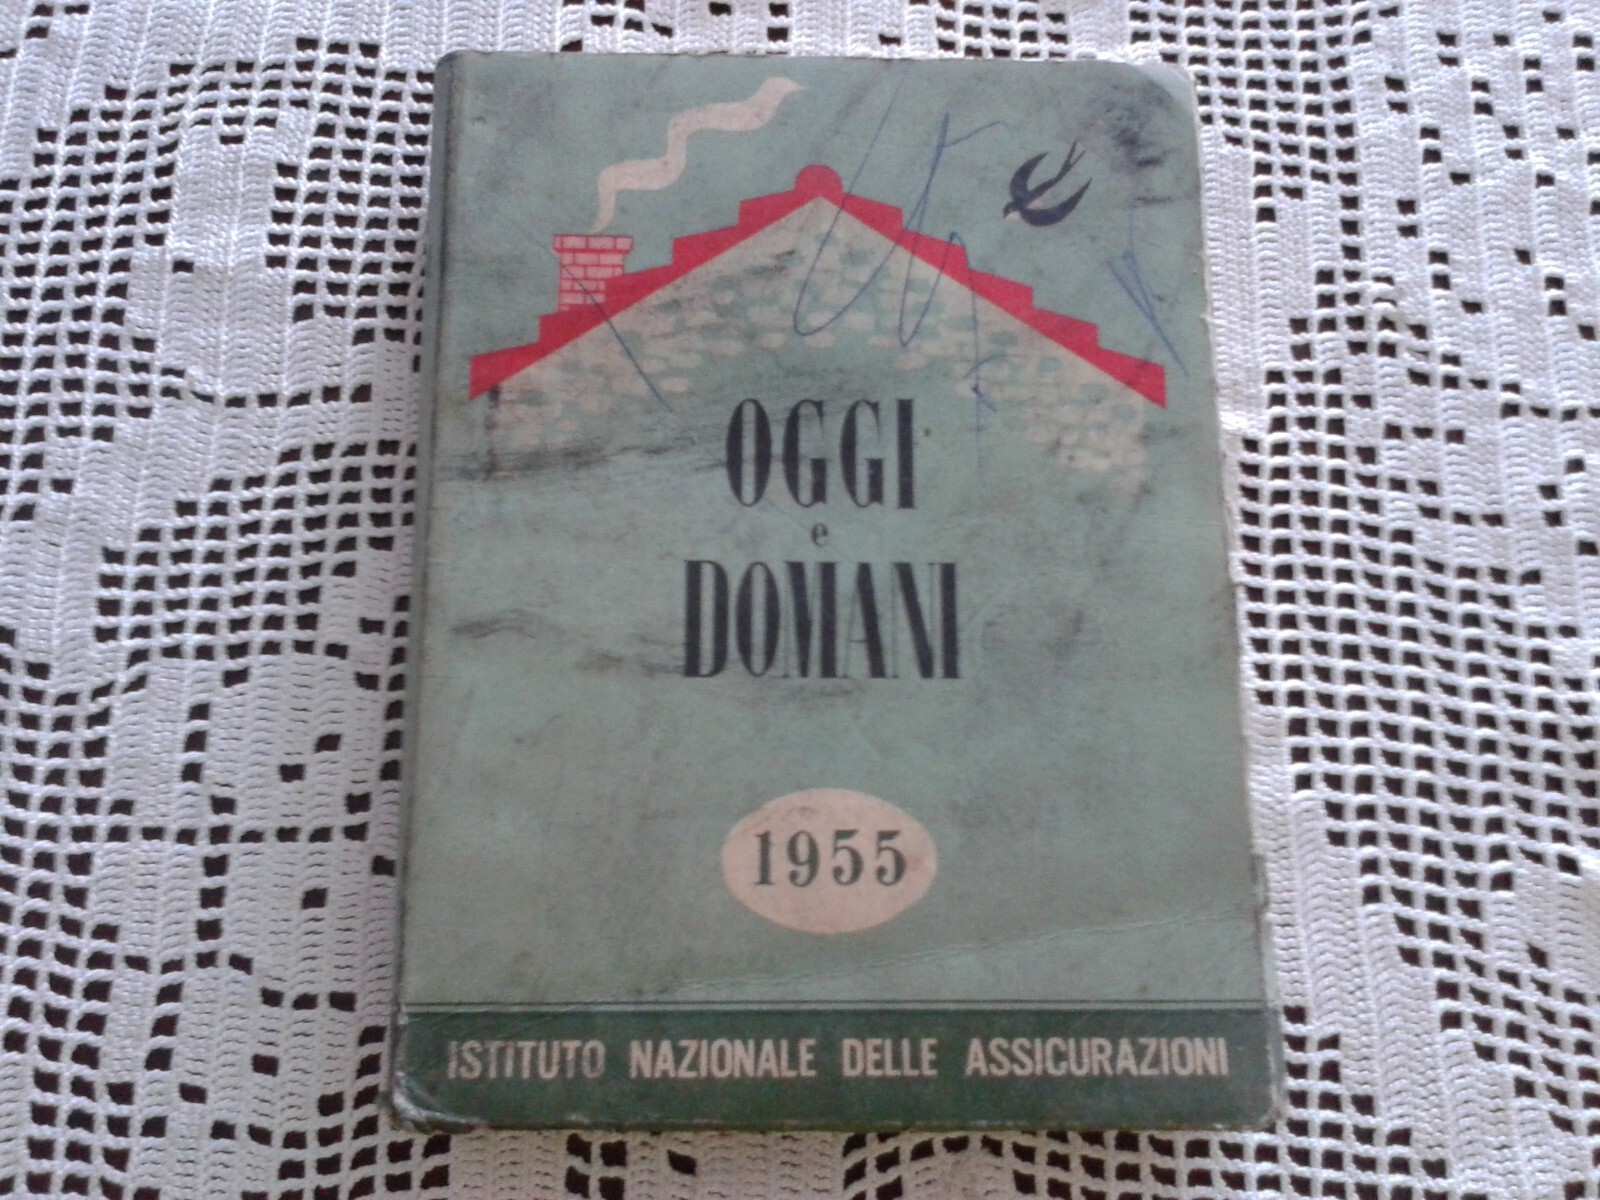 OGGI
e
DOMANI
1955
ISTITUTO NAZIONALE DELLE ASSICURAZIONI